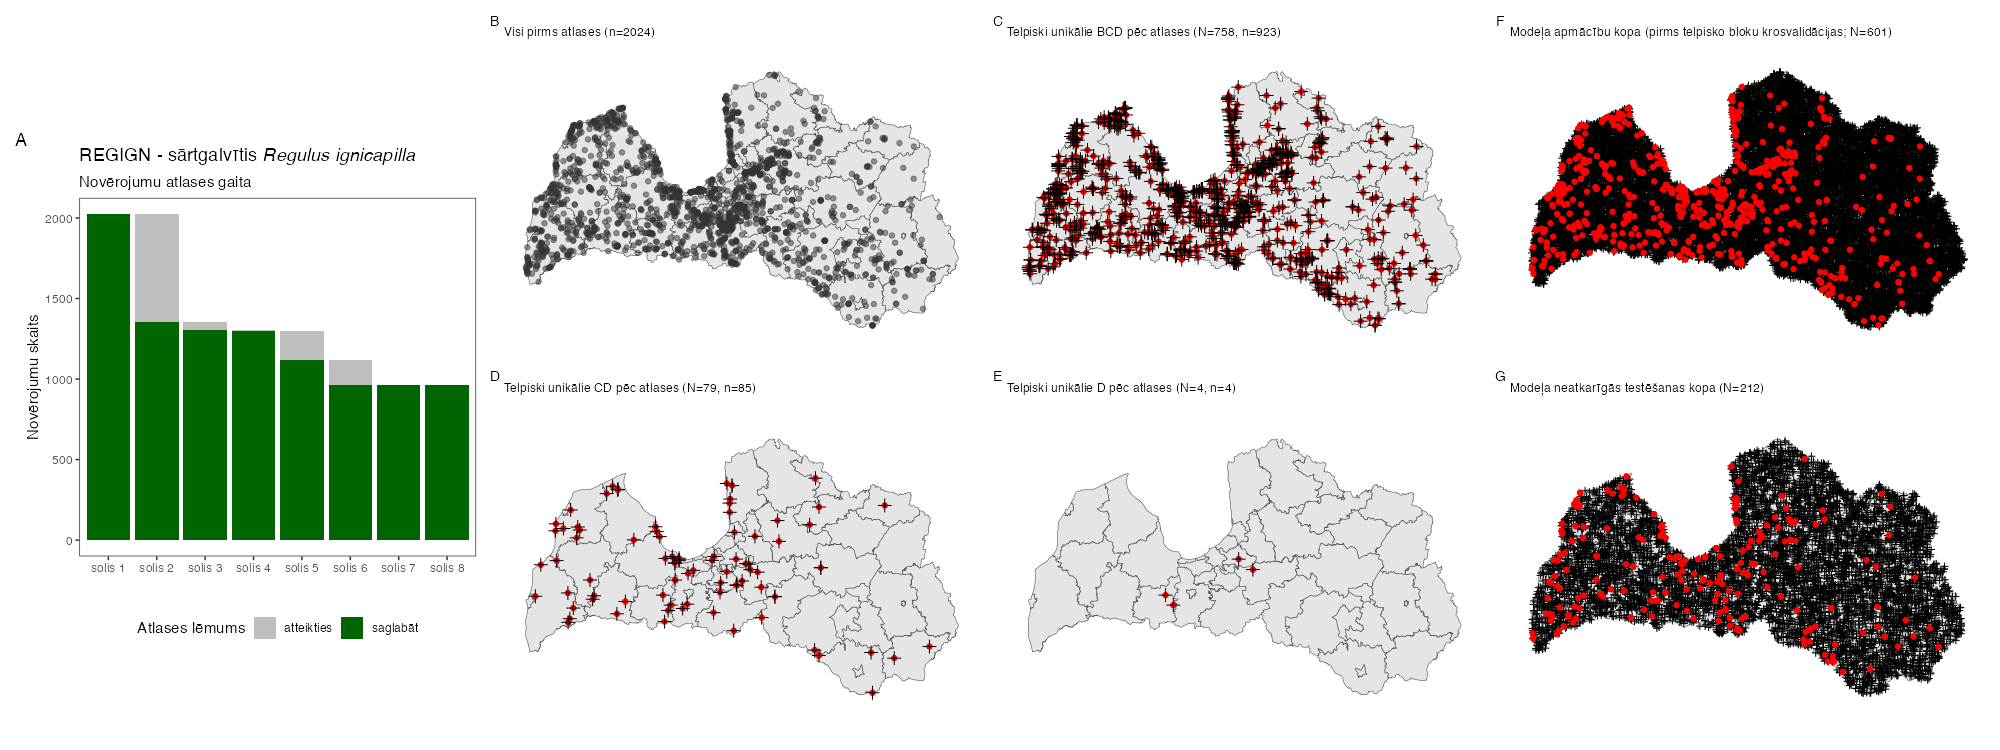 A
REGIGN - sārtgalvītis Regulus ignicapilla
Novērojumu atlases gaita
Novērojumu skaits
2000
1500
1000
500
0
solis 1 solis 2 solis 3 solis 4 solis 5 solis 6 solis 7 solis 8
Atlases lēmums atteikties saglabāt
B
Visi pirms atlases (n=2024)
C
Telpiski unikālie BCD pēc atlases (N=758, n=923)
F
Modeļa apmācību kopa (pirms telpisko bloku krosvalidācijas; N=601)
D
Telpiski unikālie CD pēc atlases (N=79, n=85)
E
Telpiski unikālie D pēc atlases (N=4, n=4)
G
Modeļa neatkarīgās testēšanas kopa (N=212)